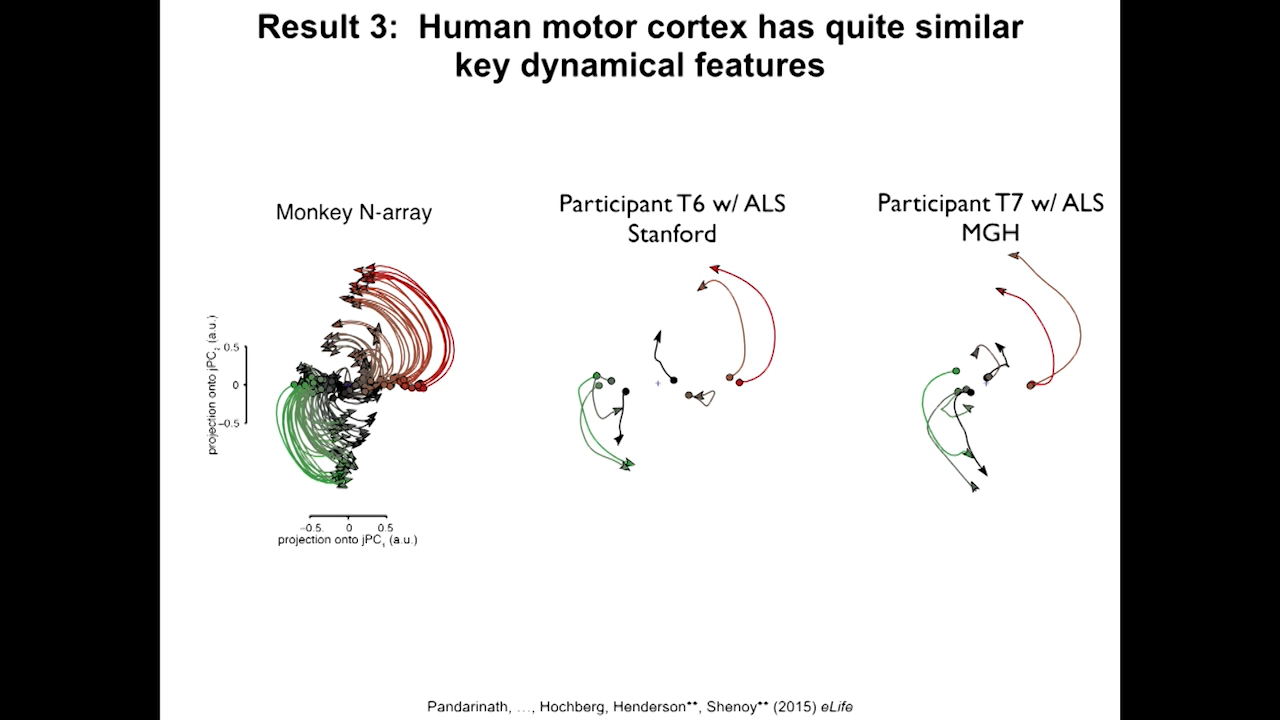 Result 3: Human motor cortex has quite similar
key dynamical features
Monkey N-array
Participant T6 w/ ALS
Stanford
Participant T7 w/ ALS
MGH
projection onto jPC₂ (a.u.)
0.5
0
−0.5
−0.5.
0
0.5
projection onto jPC₁ (a.u.)
Pandarinath, …, Hochberg, Henderson**, Shenoy** (2015) eLife